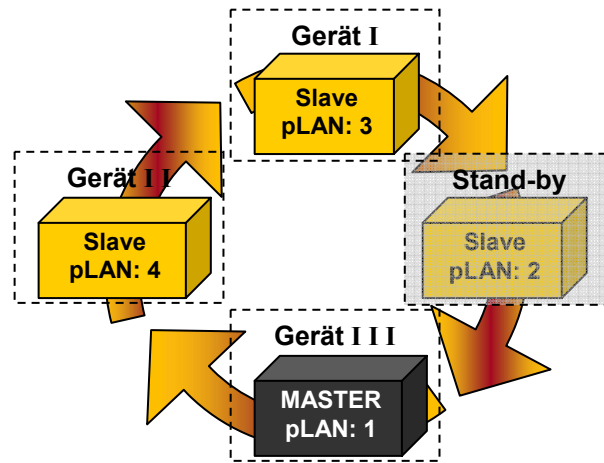 Gerät I
Slave
pLAN: 3
Gerät I I
Slave
pLAN: 4
Stand-by
Slave
pLAN: 2
Gerät I I I
MASTER
pLAN: 1